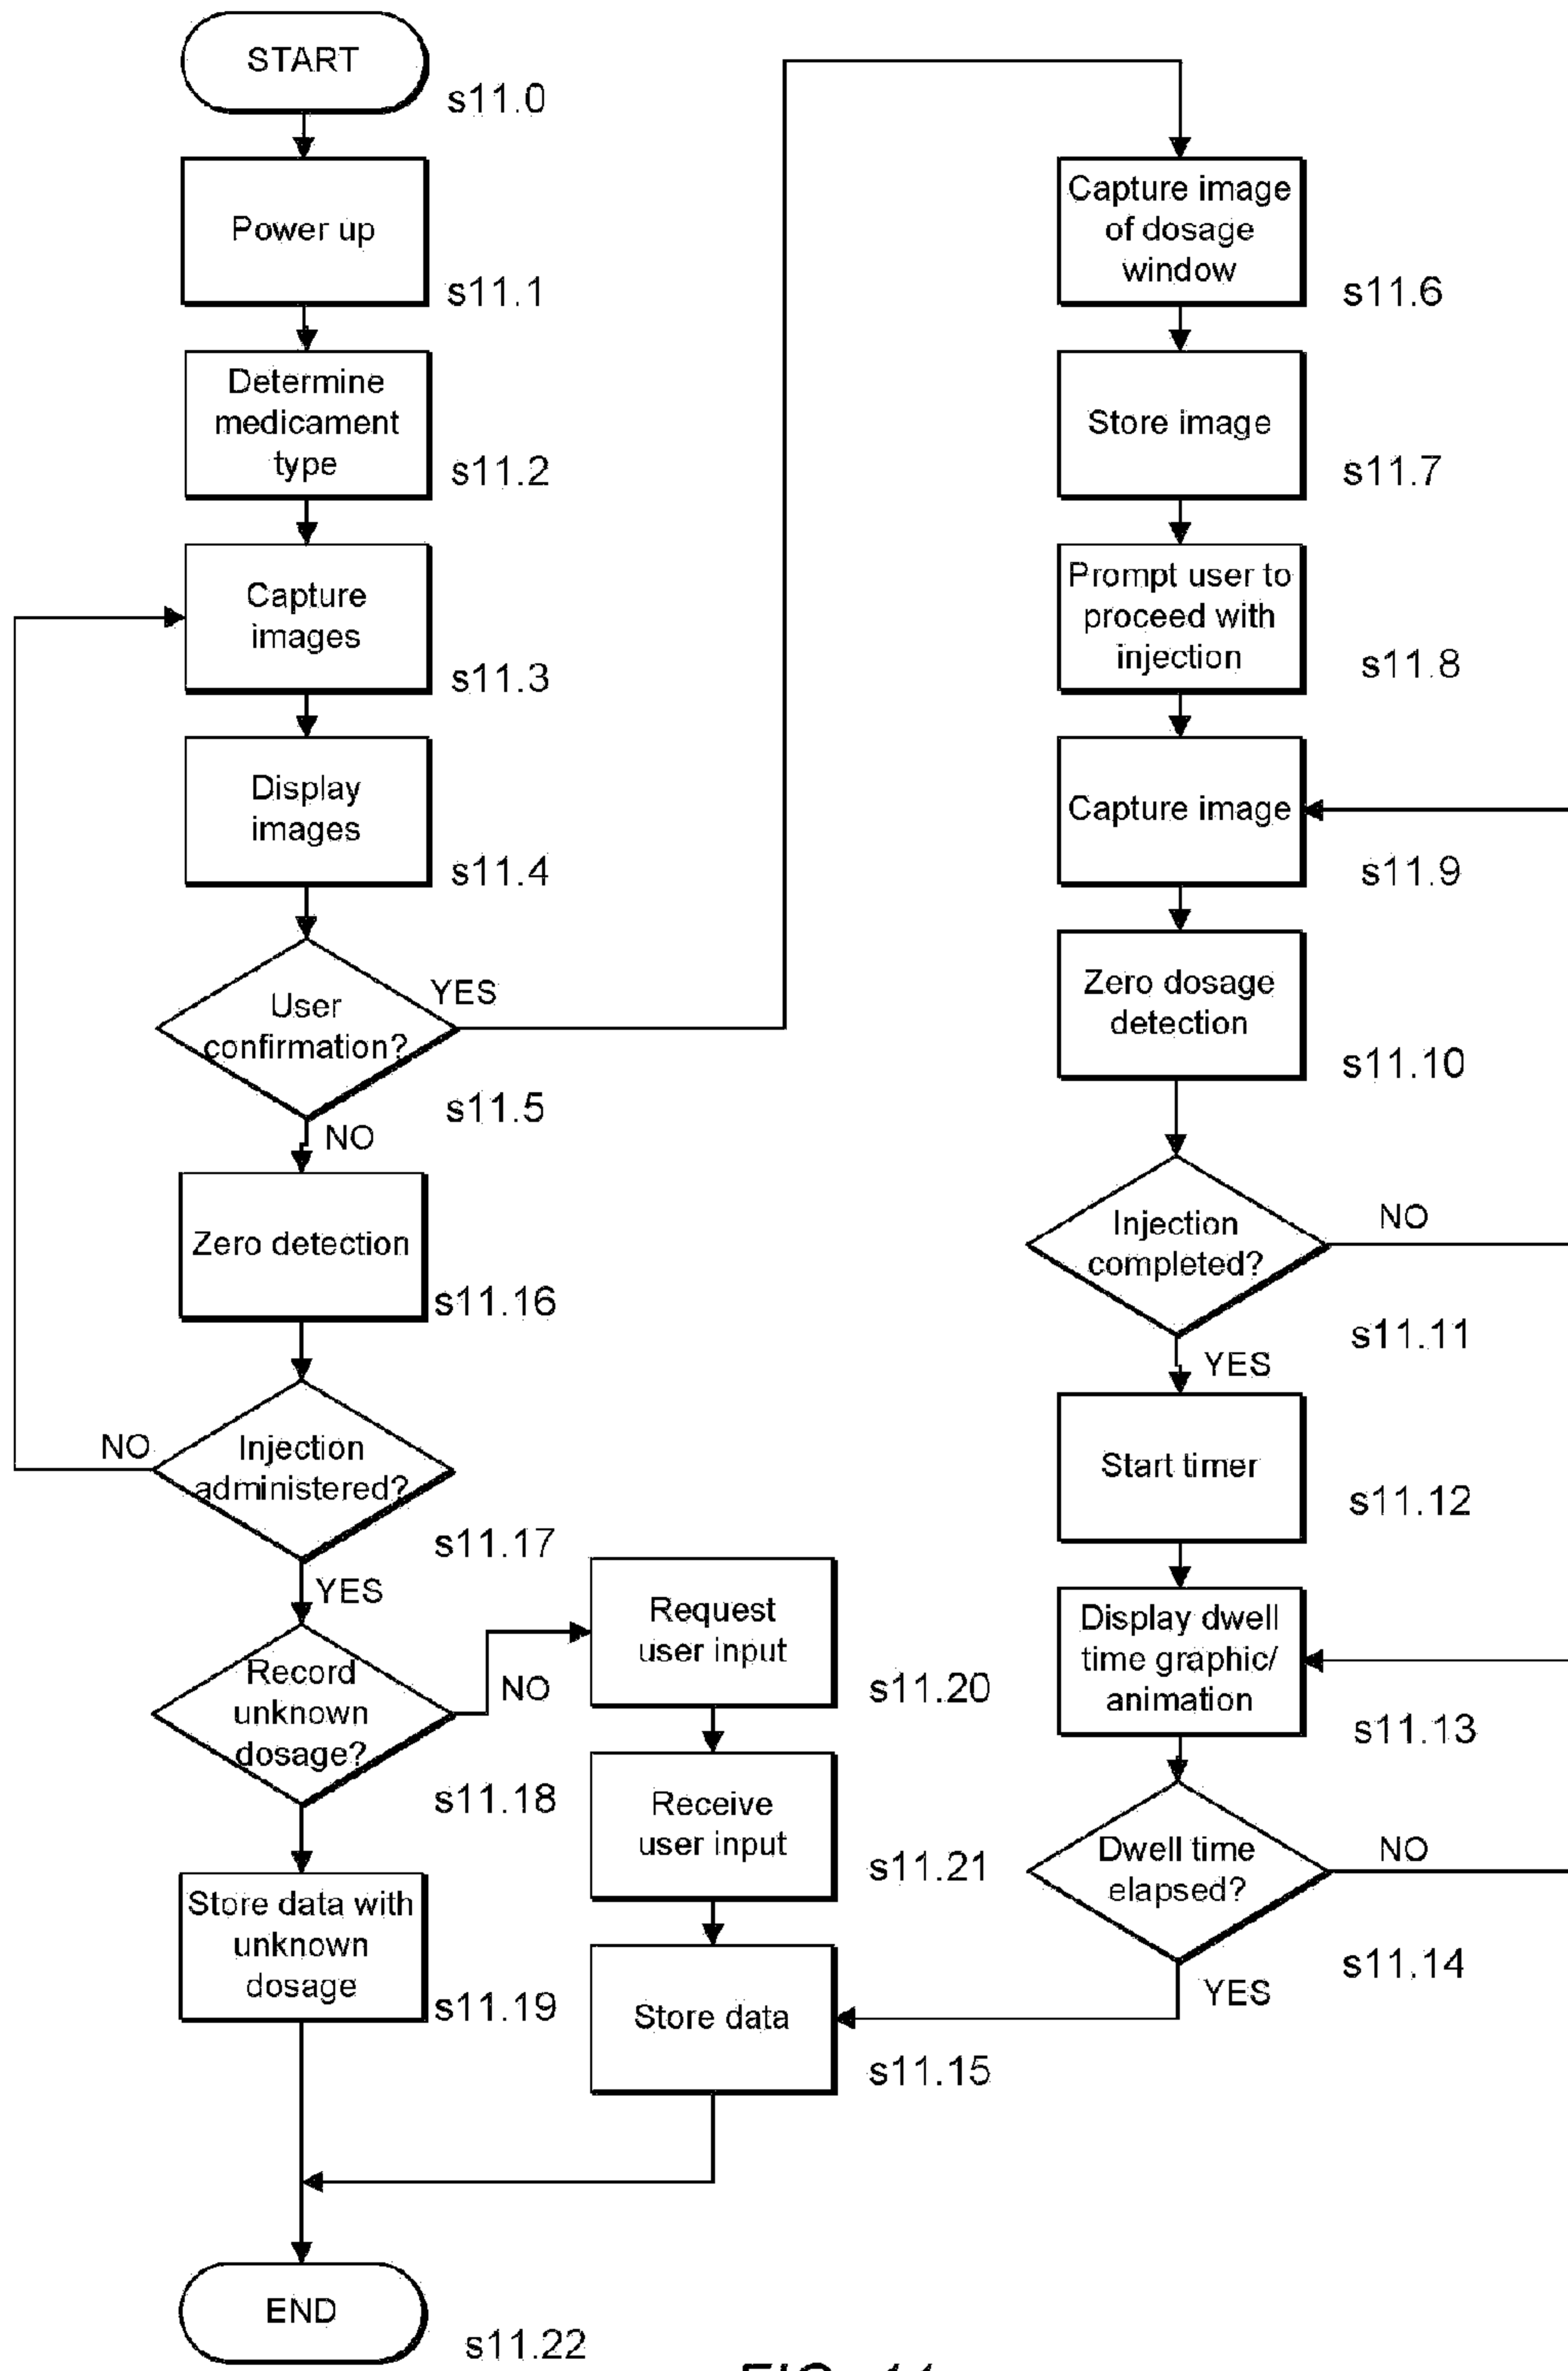 START
s11.0
Power up
s11.1
Determine
medicament
type
s11.2
Capture
images
s11.3
Display
images
s11.4
User
confirmation?
YES
s11.5
NO
Zero detection
s11.16
Injection
administered?
NO
s11.17
YES
Record
unknown
dosage?
NO
s11.18
Store data with
unknown
dosage
s11.19
Request
user input
s11.20
Receive
user input
s11.21
Store data
s11.15
END
s11.22
Capture image
of dosage
window
s11.6
Store image
s11.7
Prompt user to
proceed with
injection
s11.8
Capture image
s11.9
Zero dosage
detection
s11.10
Injection
completed?
NO
s11.11
YES
Start timer
s11.12
Display dwell
time graphic/
animation
s11.13
Dwell time
elapsed?
NO
s11.14
YES